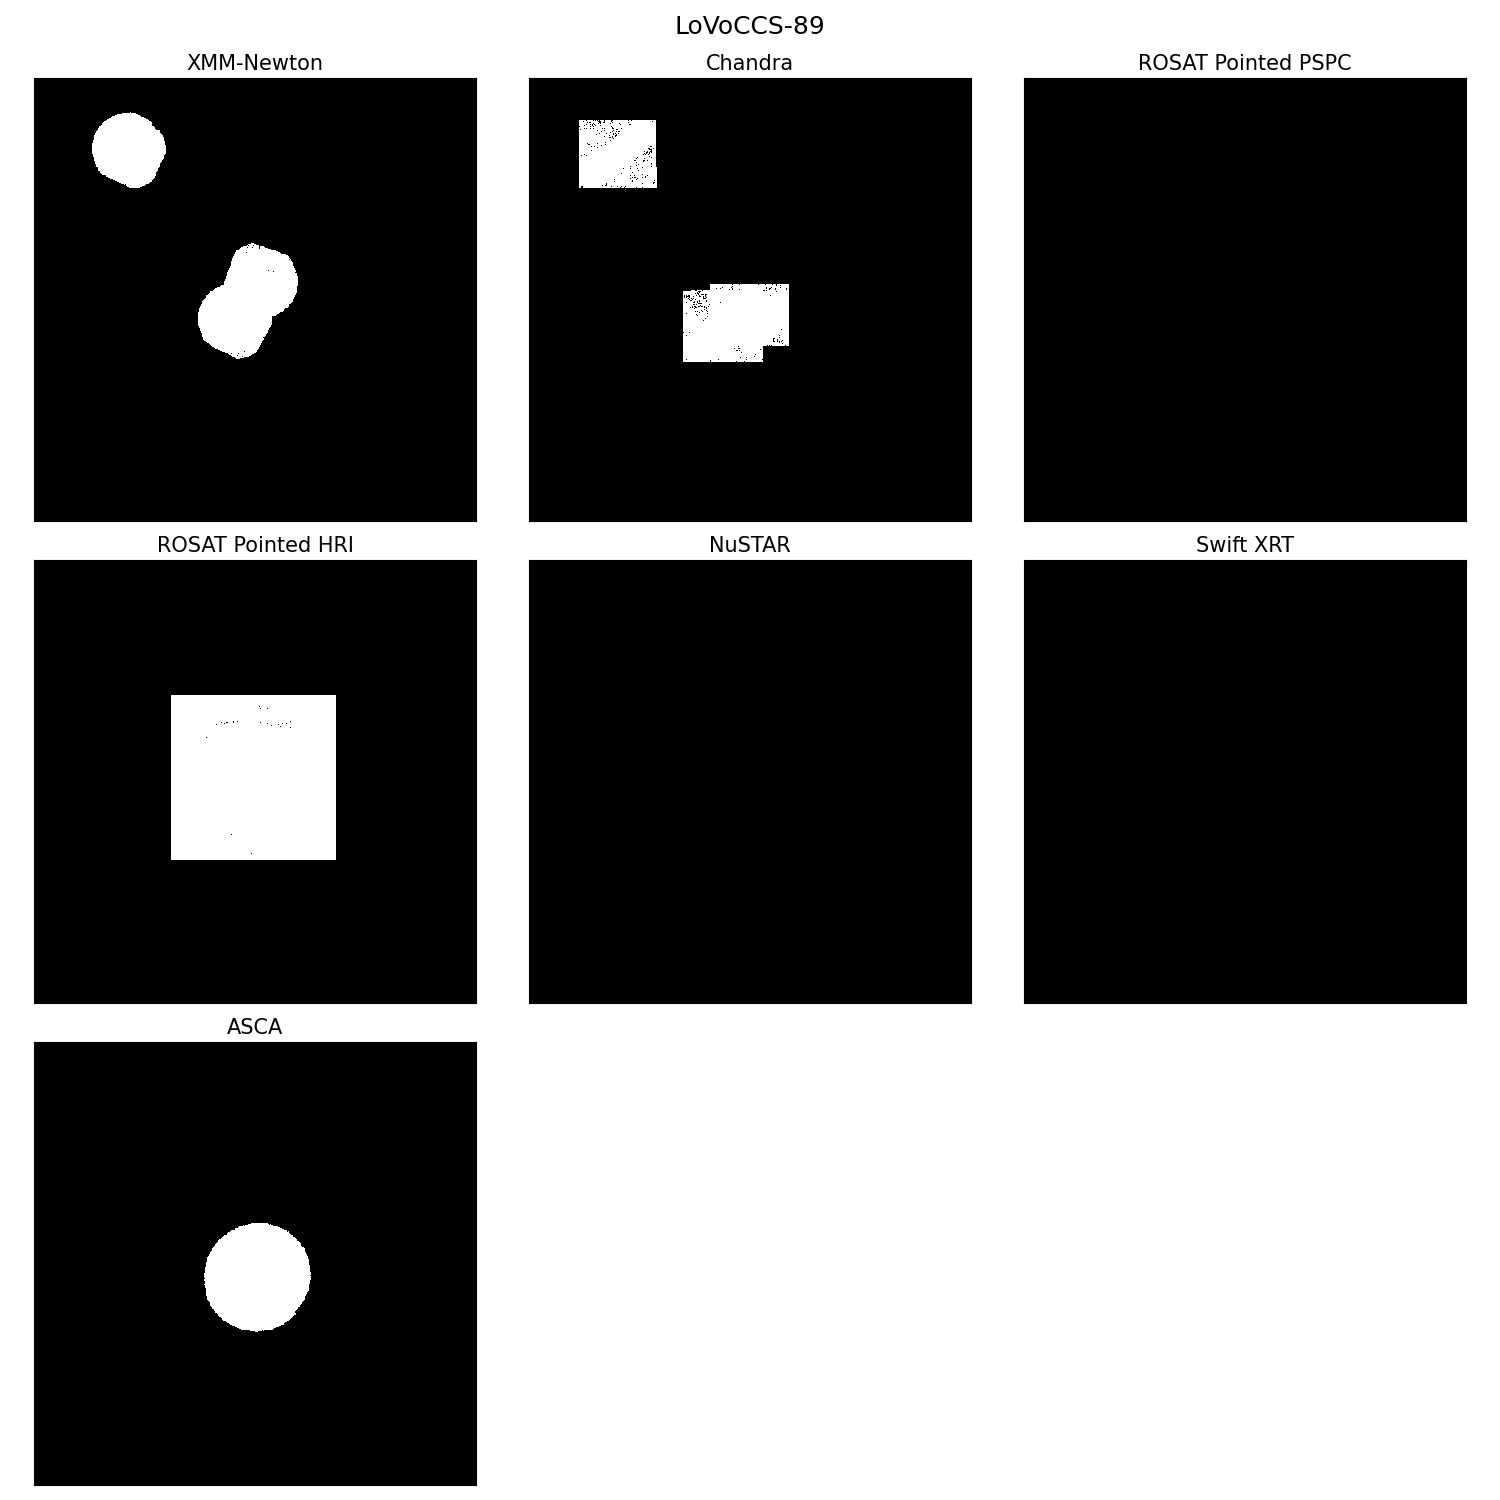 LoVoCCS-89
XMM-Newton
Chandra
ROSAT Pointed PSPC
ROSAT Pointed HRI
NuSTAR
Swift XRT
ASCA